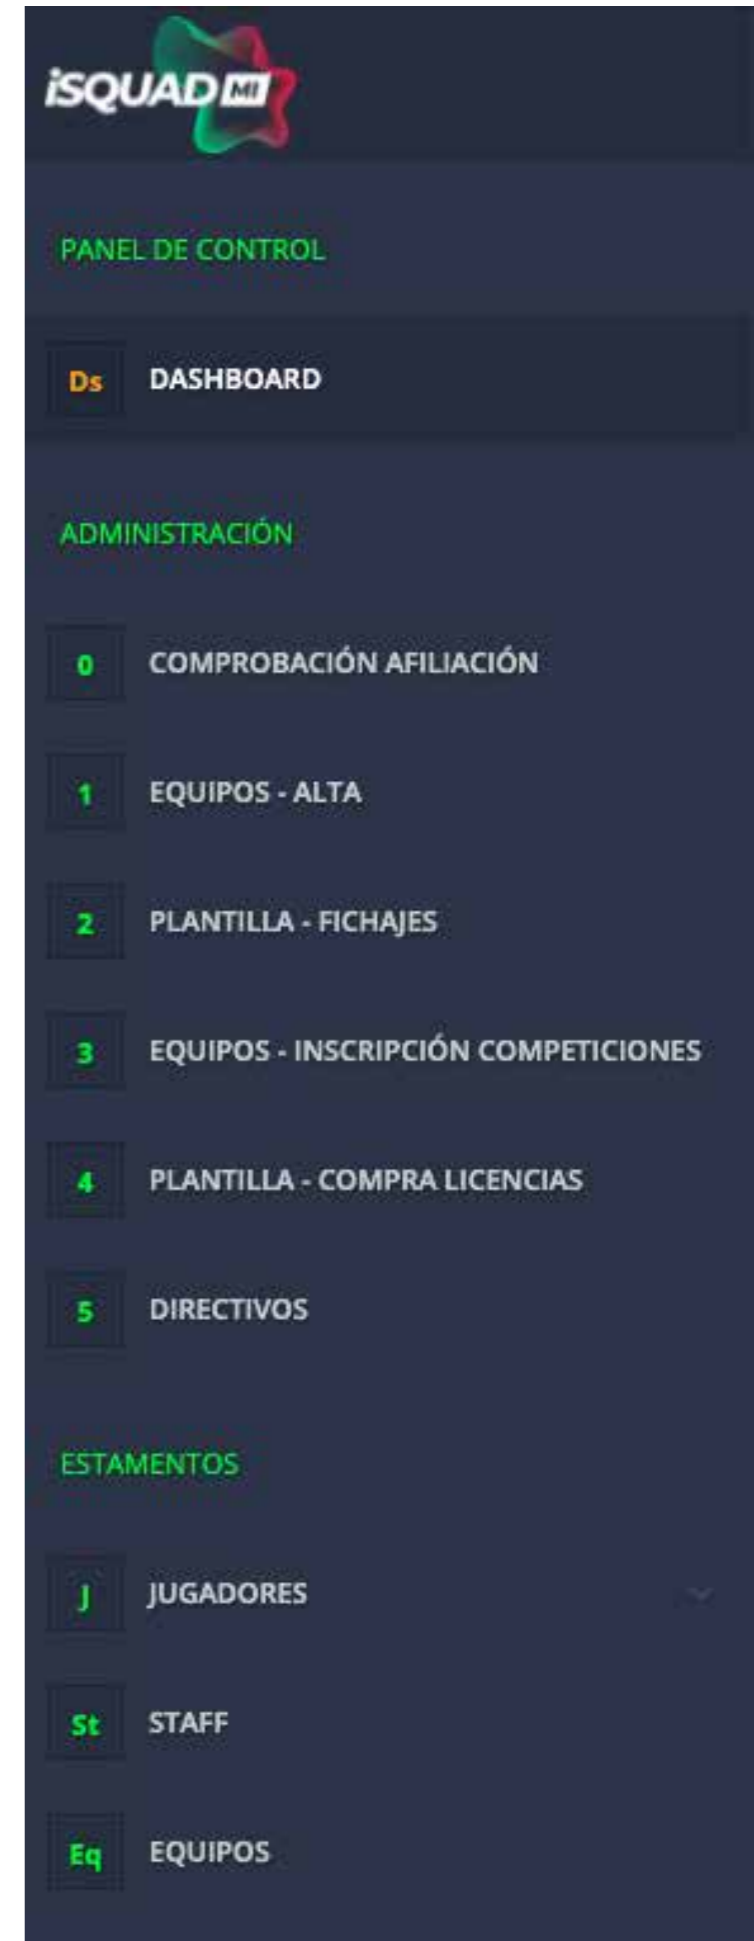 iSQUAD MI
PANEL DE CONTROL
Ds DASHBOARD
ADMINISTRACIÓN
0 COMPROBACIÓN AFILIACIÓN
1 EQUIPOS - ALTA
2 PLANTILLA - FICHAJES
3 EQUIPOS - INSCRIPCIÓN COMPETICIONES
4 PLANTILLA - COMPRA LICENCIAS
5 DIRECTIVOS
ESTAMENTOS
J JUGADORES
St STAFF
Eq EQUIPOS